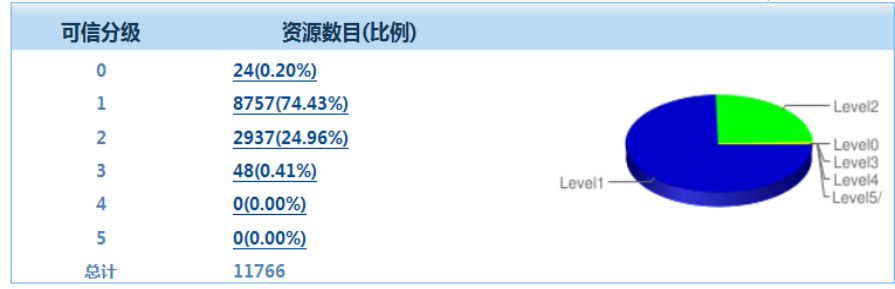 可信分级 资源数目(比例)
0 24(0.20%)
1 8757(74.43%)
2 2937(24.96%)
3 48(0.41%)
4 0(0.00%)
5 0(0.00%)
总计 11766
Level2
Level0
Level3
Level4
Level5/
Level1